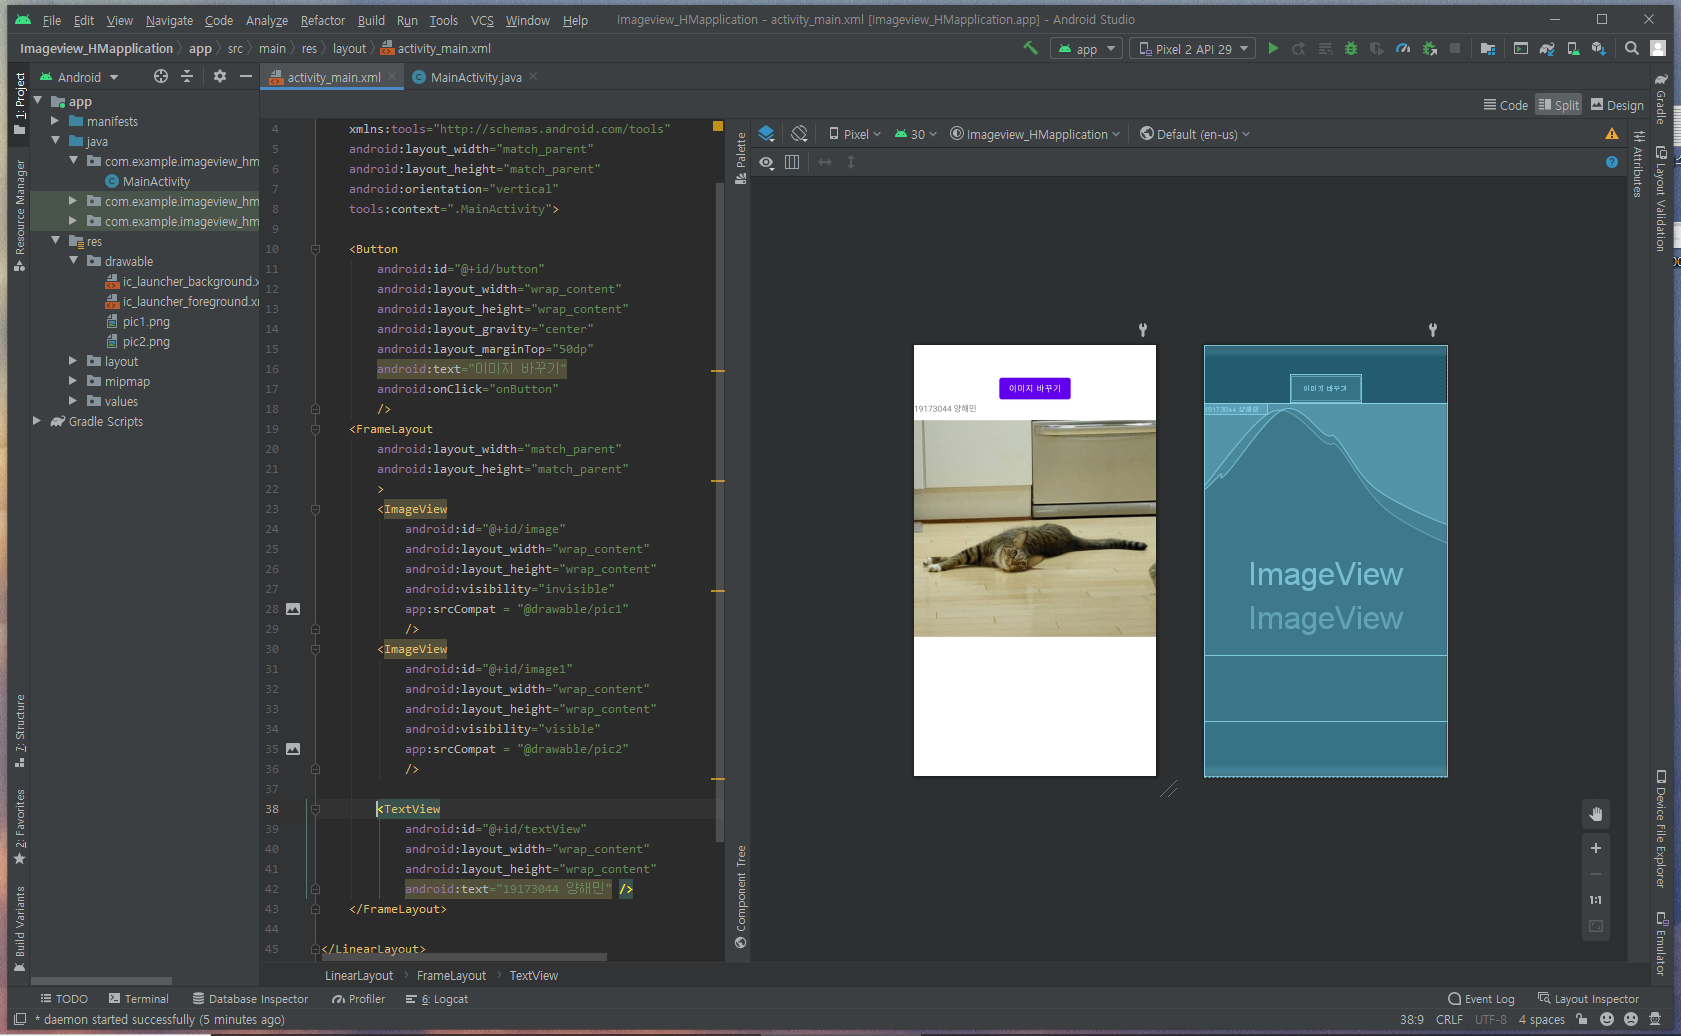 File Edit View Navigate Code Analyze Refactor Build Run Tools VCS Window Help Imageview_HMapplication - activity_main.xml [Imageview_HMapplication.app] - Android Studio
Imageview_HMapplication app src main res layout activity_main.xml app Pixel 2 API 29
1: Project
Resource Manager
7: Structure
2: Favorites
Build Variants
Android
app
manifests
java
com.example.imageview_hm
MainActivity
com.example.imageview_hm
com.example.imageview_hm
res
drawable
ic_launcher_background.x
ic_launcher_foreground.xr
pic1.png
pic2.png
layout
mipmap
values
Gradle Scripts
activity_main.xml MainActivity.java
Code Split Design
4 xmlns:tools="http://schemas.android.com/tools"
5 android:layout_width="match_parent"
6 android:layout_height="match_parent"
7 android:orientation="vertical"
8 tools:context=".MainActivity">
9
10 <Button
11 android:id="@+id/button"
12 android:layout_width="wrap_content"
13 android:layout_height="wrap_content"
14 android:layout_gravity="center"
15 android:layout_marginTop="50dp"
16 android:text="이미지 바꾸기"
17 android:onClick="onButton"
18 />
19 <FrameLayout
20 android:layout_width="match_parent"
21 android:layout_height="match_parent"
22 >
23 <ImageView
24 android:id="@+id/image"
25 android:layout_width="wrap_content"
26 android:layout_height="wrap_content"
27 android:visibility="invisible"
28 app:srcCompat = "@drawable/pic1"
29 />
30 <ImageView
31 android:id="@+id/image1"
32 android:layout_width="wrap_content"
33 android:layout_height="wrap_content"
34 android:visibility="visible"
35 app:srcCompat = "@drawable/pic2"
36 />
37
38 <TextView
39 android:id="@+id/textView"
40 android:layout_width="wrap_content"
41 android:layout_height="wrap_content"
42 android:text="19173044 양해민" />
43 </FrameLayout>
44
45 </LinearLayout>
LinearLayout FrameLayout TextView
Palette
Component Tree
Pixel 30 Imageview_HMapplication Default (en-us)
이미지 바꾸기
19173044 양해민
이미지 바꾸기
19173044 양해민
ImageView
ImageView
1:1
Attributes
Gradle
Layout Validation
Device File Explorer
Emulator
TODO Terminal Database Inspector Profiler 6: Logcat Event Log Layout Inspector
* daemon started successfully (5 minutes ago) 38:9 CRLF UTF-8 4 spaces